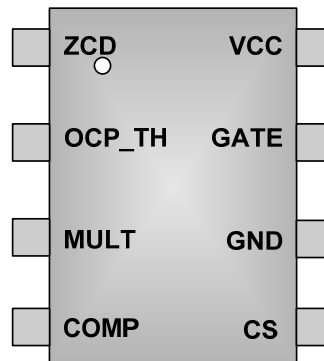 ZCD VCC
OCP_TH GATE
MULT GND
COMP CS